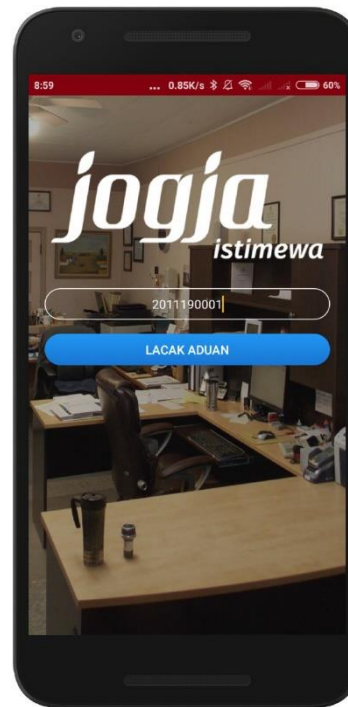 8:59 ... 0.85K/s 60%
jogja
istimewa
2011190001
LACAK ADUAN